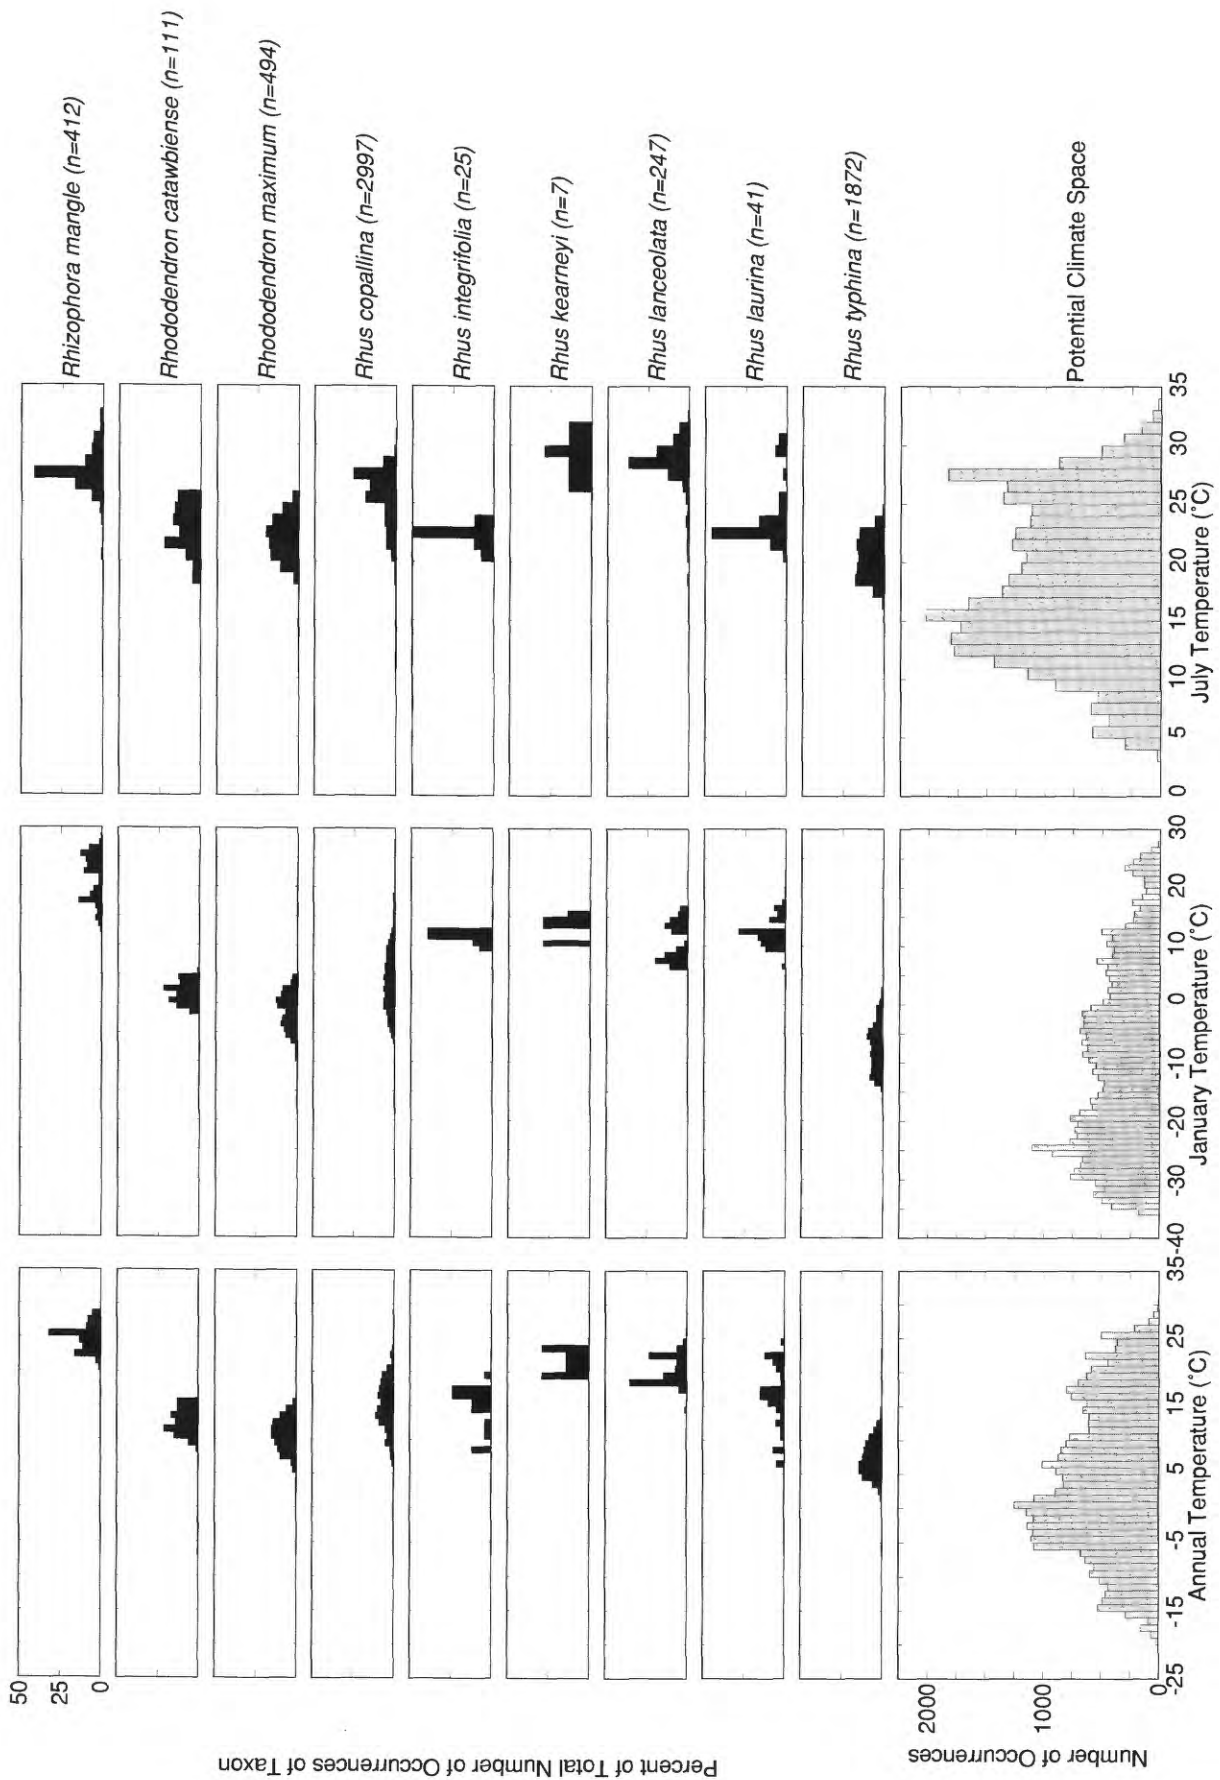 Percent of Total Number of Occurrences of Taxon
50
25
0
Rhizophora mangle (n=412)
Rhododendron catawbiense (n=111)
Rhododendron maximum (n=494)
Rhus copallina (n=2997)
Rhus integrifolia (n=25)
Rhus kearneyi (n=7)
Rhus lanceolata (n=247)
Rhus laurina (n=41)
Rhus typhina (n=1872)
Potential Climate Space
Number of Occurrences
2000
1000
0
-25 -15 -5 5 15 25 35
Annual Temperature (°C)
-40 -30 -20 -10 0 10 20 30
January Temperature (°C)
0 5 10 15 20 25 30 35
July Temperature (°C)